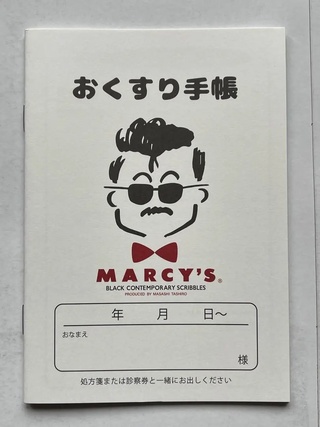 おくすり手帳
MARCY'S®
BLACK CONTEMPORARY SCRIBBLES
PRODUCED BY MASASHI TASHIRO
年 月 日～
おなまえ
様
処方箋または診察券と一緒にお出しください